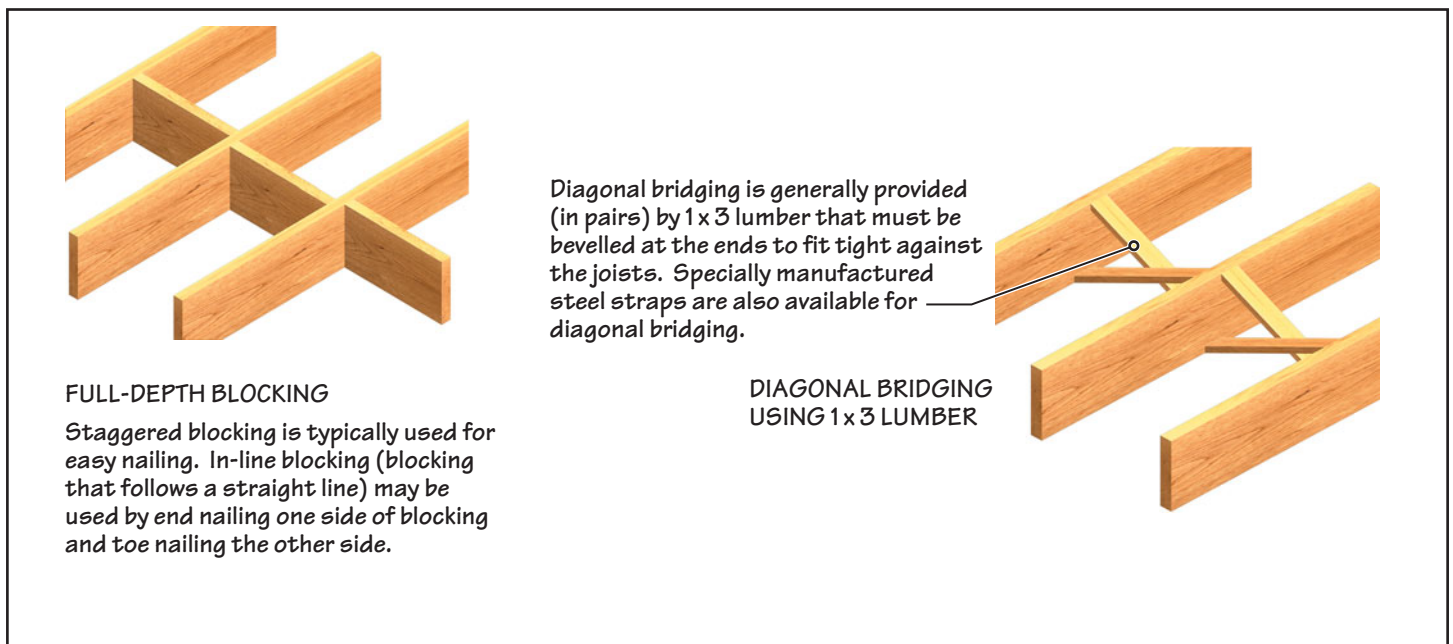 FULL-DEPTH BLOCKING
Staggered blocking is typically used for
easy nailing. In-line blocking (blocking
that follows a straight line) may be
used by end nailing one side of blocking
and toe nailing the other side.
Diagonal bridging is generally provided
(in pairs) by 1 x 3 lumber that must be
bevelled at the ends to fit tight against
the joists. Specially manufactured
steel straps are also available for
diagonal bridging.
DIAGONAL BRIDGING
USING 1 x 3 LUMBER